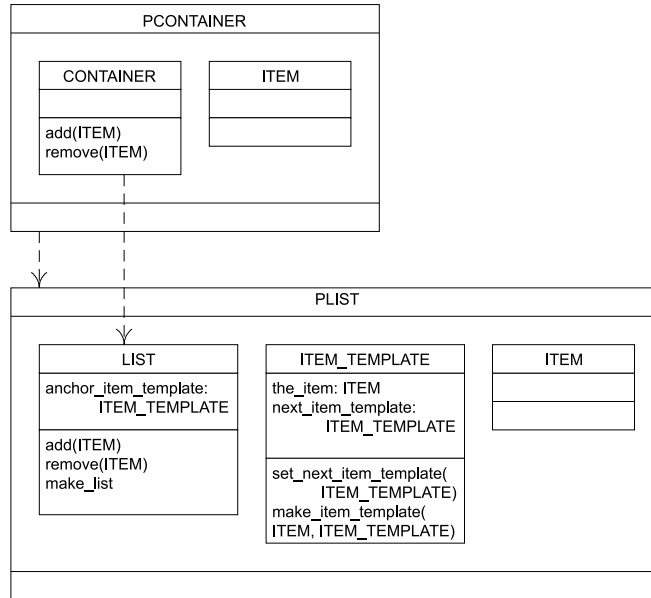 PCONTAINER
CONTAINER
add(ITEM)
remove(ITEM)
ITEM
PLIST
LIST
anchor_item_template:
ITEM_TEMPLATE
add(ITEM)
remove(ITEM)
make_list
ITEM_TEMPLATE
the_item: ITEM
next_item_template:
ITEM_TEMPLATE
set_next_item_template(
ITEM_TEMPLATE)
make_item_template(
ITEM, ITEM_TEMPLATE)
ITEM